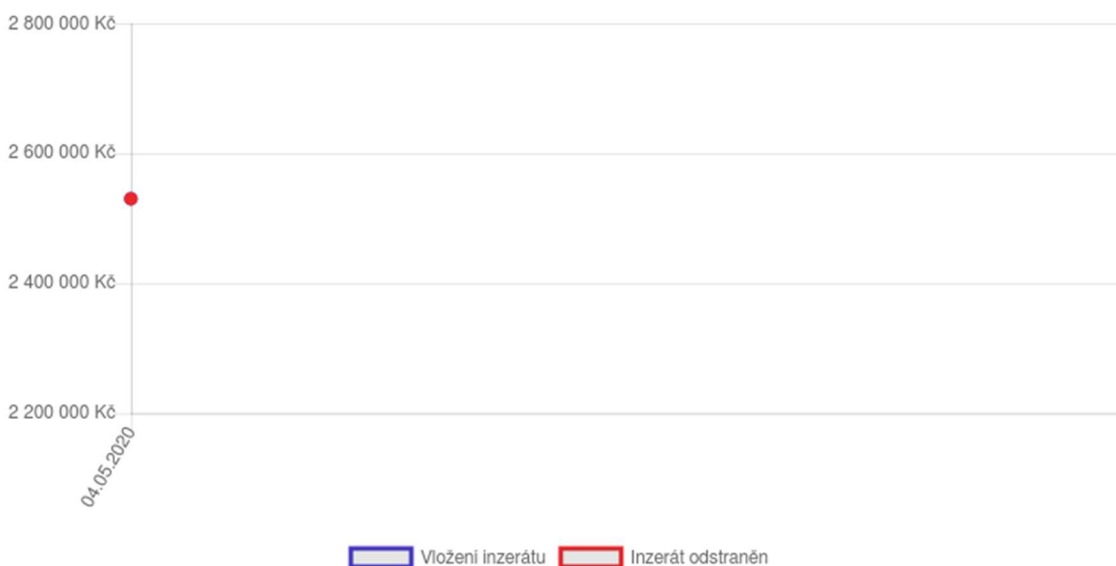 2 800 000 Kč
2 600 000 Kč
2 400 000 Kč
2 200 000 Kč
04.05.2020
Vložení inzerátu
Inzerát odstraněn